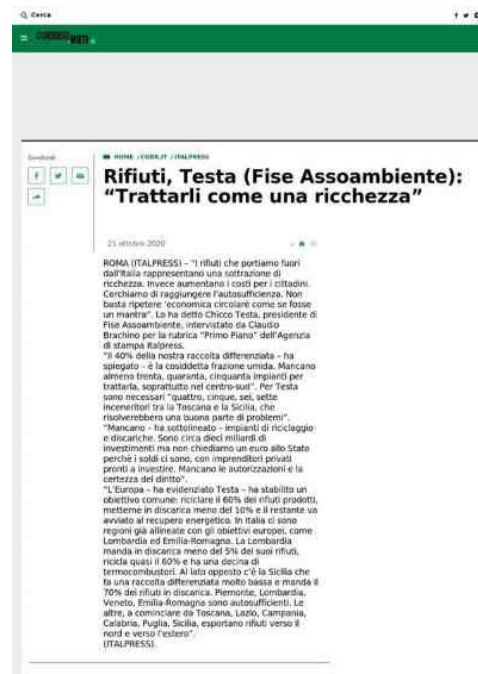 Cerca
Condividi
HOME / CORR.IT / ITALPRESS
Rifiuti, Testa (Fise Assoambiente):
“Trattarli come una ricchezza”
21 ottobre 2020
ROMA (ITALPRESS) – “I rifiuti che portiamo fuori
dall’Italia rappresentano una sottrazione di
ricchezza. Invece aumentano i costi per i cittadini.
Cerchiamo di raggiungere l’autosufficienza. Non
basta ripetere ‘economica circolare come se fosse
un mantra”. Lo ha detto Chicco Testa, presidente di
Fise Assoambiente, intervistato da Claudio
Brachino per la rubrica “Primo Piano” dell’Agenzia
di stampa Italpress.
“Il 40% della nostra raccolta differenziata – ha
spiegato – è la cosiddetta frazione umida. Mancano
almeno trenta, quaranta, cinquanta impianti per
trattarla, soprattutto nel centro-sud”. Per Testa
sono necessari “quattro, cinque, sei, sette
inceneritori tra la Toscana e la Sicilia, che
risolverebbero una buona parte di problemi”.
“Mancano – ha sottolineato – impianti di riciclaggio
e discariche. Sono circa dieci miliardi di
investimenti ma non chiediamo un euro allo Stato
perchè i soldi ci sono, con imprenditori privati
pronti a investire. Mancano le autorizzazioni e la
certezza del diritto”.
“L’Europa – ha evidenziato Testa – ha stabilito un
obiettivo comune: riciclare il 60% dei rifiuti prodotti,
metterne in discarica meno del 10% e il restante va
avviato al recupero energetico. In Italia ci sono
regioni già allineate con gli obiettivi europei, come
Lombardia ed Emilia-Romagna. La Lombardia
manda in discarica meno del 5% dei suoi rifiuti,
ricicla quasi il 60% e ha una decina di
termocombustori. Al lato opposto c’è la Sicilia che
fa una raccolta differenziata molto bassa e manda il
70% dei rifiuti in discarica. Piemonte, Lombardia,
Veneto, Emilia-Romagna sono autosufficienti. Le
altre, a cominciare da Toscana, Lazio, Campania,
Calabria, Puglia, Sicilia, esportano rifiuti verso il
nord e verso l’estero”.
(ITALPRESS).